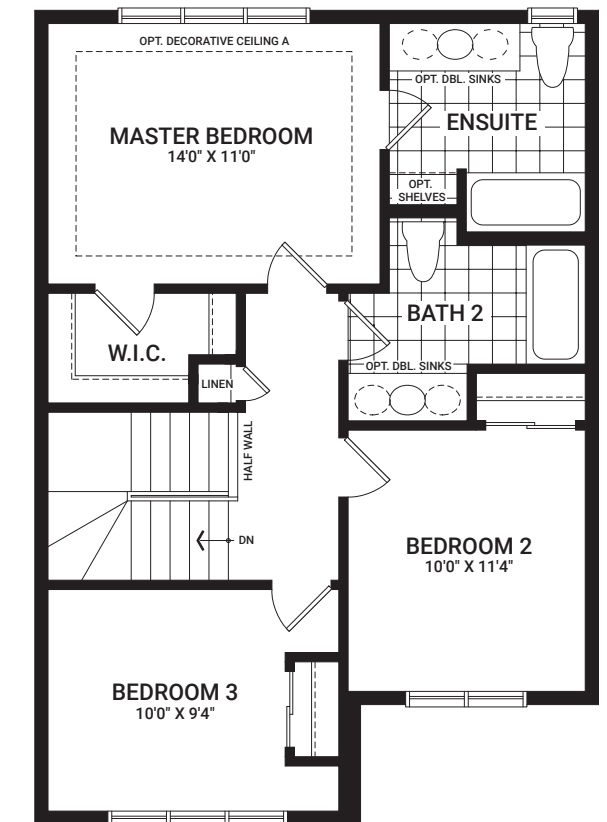 OPT. DECORATIVE CEILING A
MASTER BEDROOM
14'0" X 11'0"
OPT. DBL. SINKS
ENSUITE
OPT.
SHELVES
BATH 2
OPT. DBL. SINKS
W.I.C.
LINEN
HALF WALL
DN
BEDROOM 2
10'0" X 11'4"
BEDROOM 3
10'0" X 9'4"